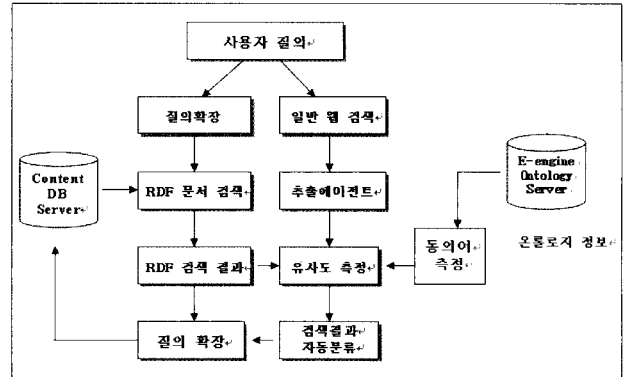 사용자 질의
질의확장
일반 웹 검색
Content
DB
Server
RDF 문서 검색
추출에이전트
E-engine
Ontology
Server
RDF 검색 결과
유사도 측정
동의어
측정
온톨로지 정보
질의 확장
검색결과
자동분류